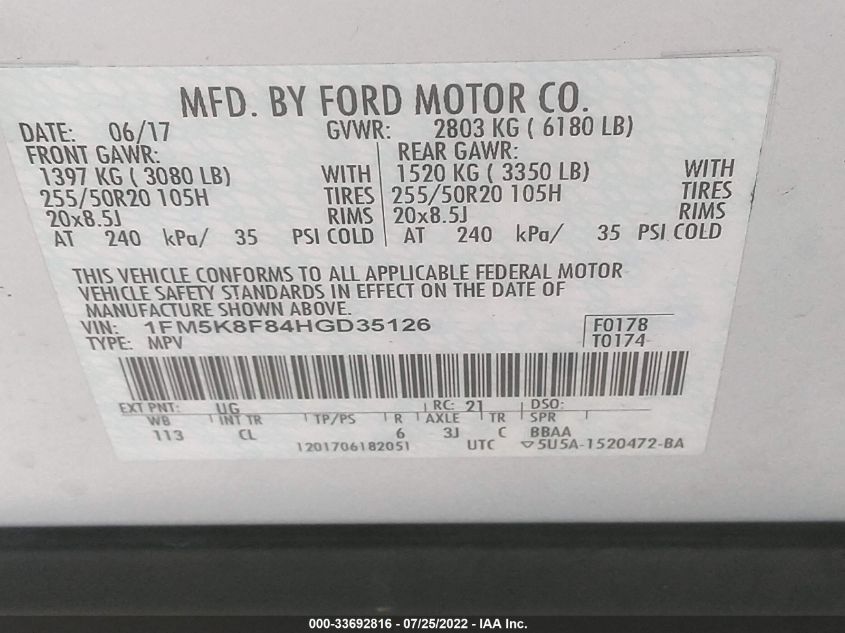 MFD. BY FORD MOTOR CO.
DATE: 06/17 GVWR: 2803 KG ( 6180 LB)
FRONT GAWR: REAR GAWR:
1397 KG ( 3080 LB) WITH 1520 KG ( 3350 LB) WITH
255/50R20 105H TIRES 255/50R20 105H TIRES
20x8.5J RIMS 20x8.5J RIMS
AT 240 kPa/ 35 PSI COLD AT 240 kPa/ 35 PSI COLD
THIS VEHICLE CONFORMS TO ALL APPLICABLE FEDERAL MOTOR
VEHICLE SAFETY STANDARDS IN EFFECT ON THE DATE OF
MANUFACTURE SHOWN ABOVE.
VIN: 1FM5K8F84HGD35126 F0178
TYPE: MPV T0174
EXT PNT: UG RC: 21 DSO:
WB INT TR TP/PS R AXLE TR SPR
113 CL 6 3J C BBAA
1201706182051 UTC ▽5U5A-1520472-BA
000-33692816 - 07/25/2022 - IAA Inc.